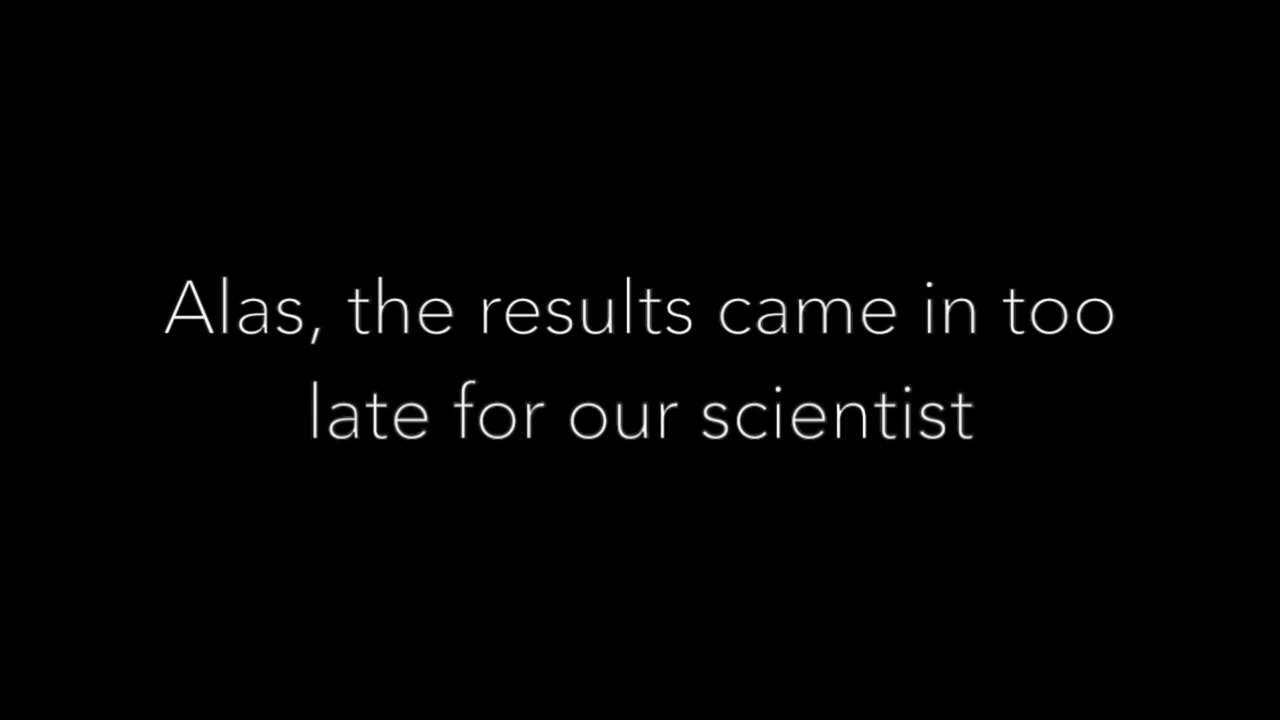 Alas, the results came in too
late for our scientist